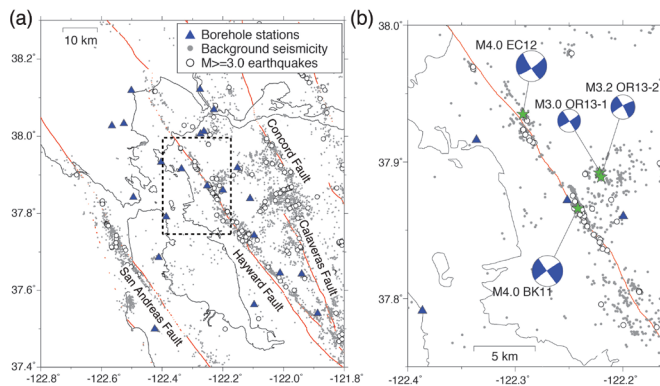 (a)
10 km
Borehole stations
Background seismicity
M>=3.0 earthquakes
38.2°
38.0°
37.8°
37.6°
37.4°
Concord Fault
Calaveras Fault
Hayward Fault
San Andreas Fault
-122.8° -122.6° -122.4° -122.2° -122.0° -121.8°
(b)
38.0°
37.9°
37.8°
M4.0 EC12
M3.2 OR13-2
M3.0 OR13-1
M4.0 BK11
5 km
-122.4° -122.3° -122.2°